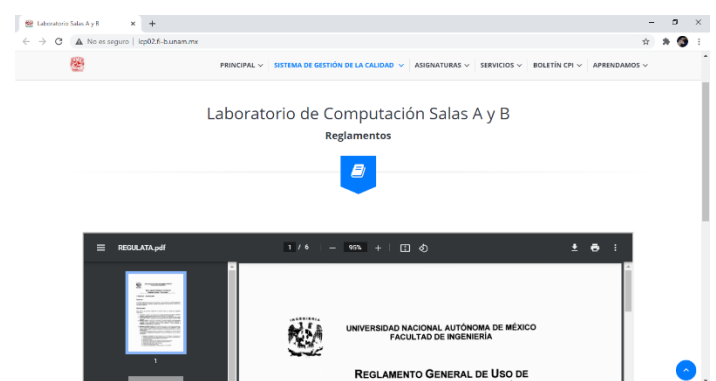 Laboratorio Salas A y B
No es seguro | lcp02.fi-b.unam.mx
PRINCIPAL SISTEMA DE GESTIÓN DE LA CALIDAD ASIGNATURAS SERVICIOS BOLETÍN CPI APRENDAMOS
Laboratorio de Computación Salas A y B
Reglamentos
REGULATA.pdf 1 / 6 95%
1
INGENIERIA
UNIVERSIDAD NACIONAL AUTÓNOMA DE MÉXICO
FACULTAD DE INGENIERÍA
REGLAMENTO GENERAL DE USO DE